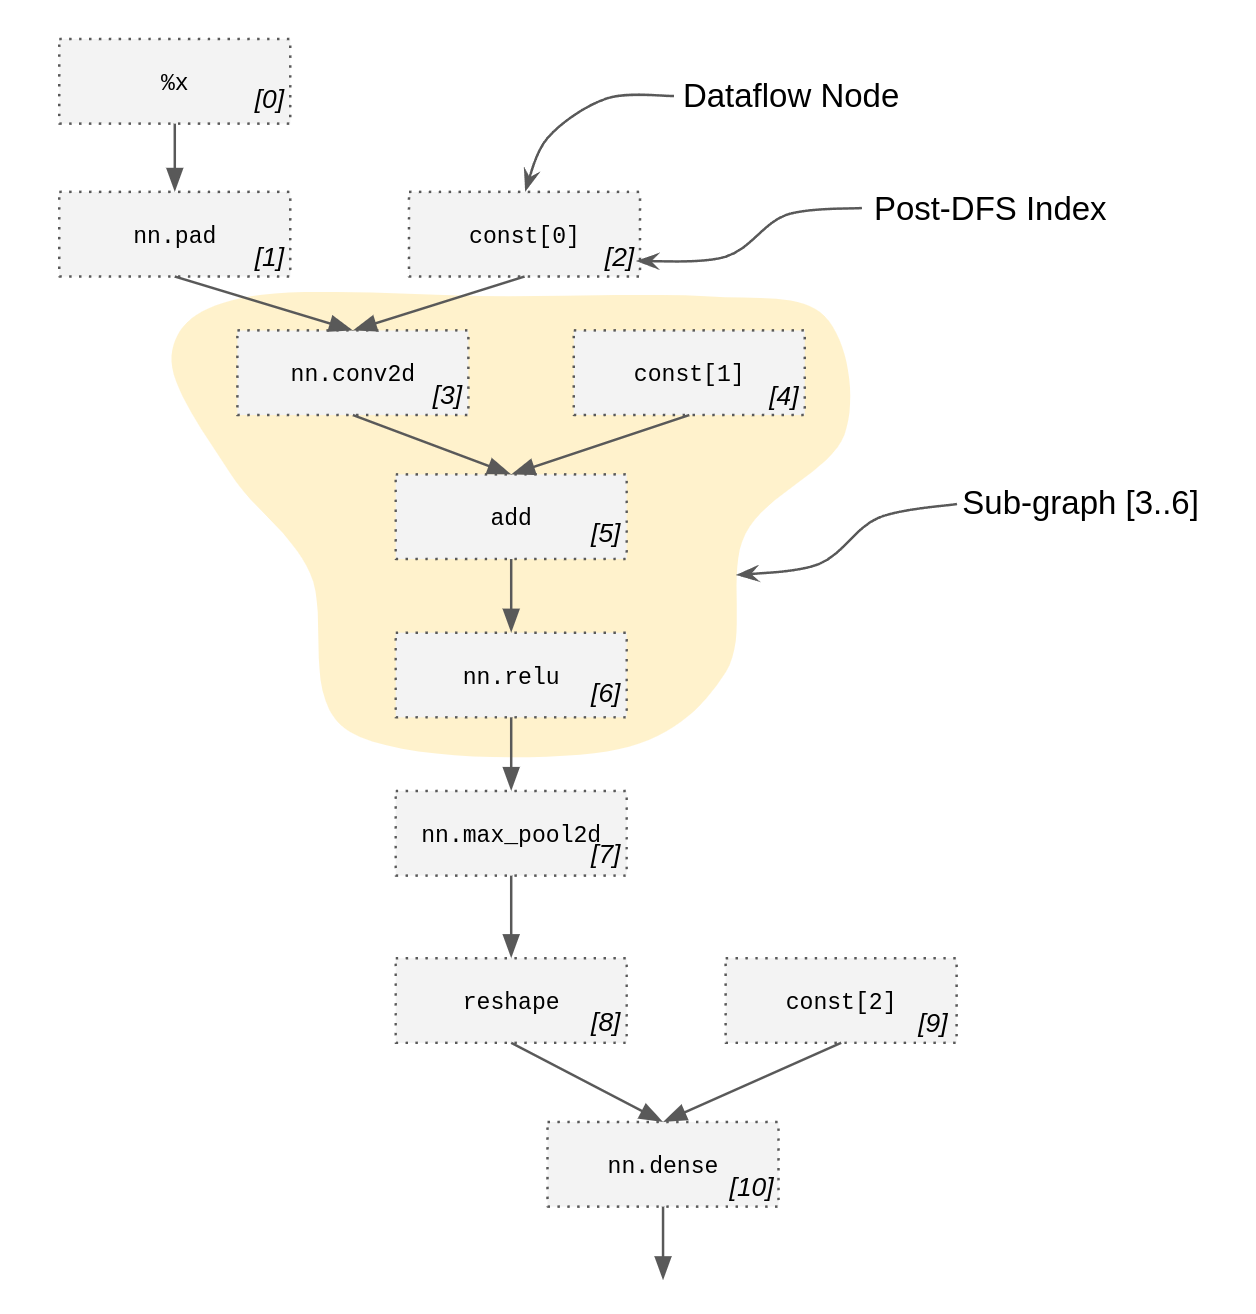 %x
[0]
Dataflow Node
nn.pad
[1]
const[0]
[2]
Post-DFS Index
nn.conv2d
[3]
const[1]
[4]
add
[5]
Sub-graph [3..6]
nn.relu
[6]
nn.max_pool2d
[7]
reshape
[8]
const[2]
[9]
nn.dense
[10]